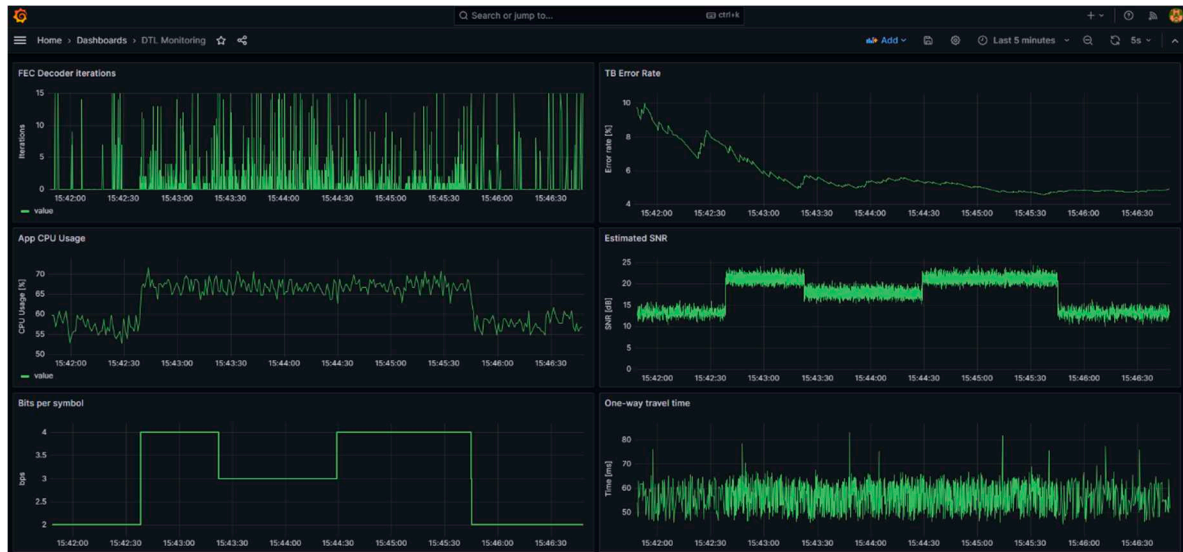 Search or jump to... ctrl+k
Home > Dashboards > DTL Monitoring Add Last 5 minutes 5s
FEC Decoder iterations
15
10
5
0
Iterations
15:42:00 15:42:30 15:43:00 15:43:30 15:44:00 15:44:30 15:45:00 15:45:30 15:46:00 15:46:30
value
TB Error Rate
10
8
6
4
Error rate [%]
15:42:00 15:42:30 15:43:00 15:43:30 15:44:00 15:44:30 15:45:00 15:45:30 15:46:00 15:46:30
App CPU Usage
70
65
60
55
50
CPU Usage [%]
15:42:00 15:42:30 15:43:00 15:43:30 15:44:00 15:44:30 15:45:00 15:45:30 15:46:00 15:46:30
value
Estimated SNR
25
20
15
10
5
0
SNR [dB]
15:42:00 15:42:30 15:43:00 15:43:30 15:44:00 15:44:30 15:45:00 15:45:30 15:46:00 15:46:30
Bits per symbol
4
3.5
3
2.5
2
bps
15:42:00 15:42:30 15:43:00 15:43:30 15:44:00 15:44:30 15:45:00 15:45:30 15:46:00 15:46:30
One-way travel time
80
70
60
50
Time [ms]
15:42:00 15:42:30 15:43:00 15:43:30 15:44:00 15:44:30 15:45:00 15:45:30 15:46:00 15:46:30